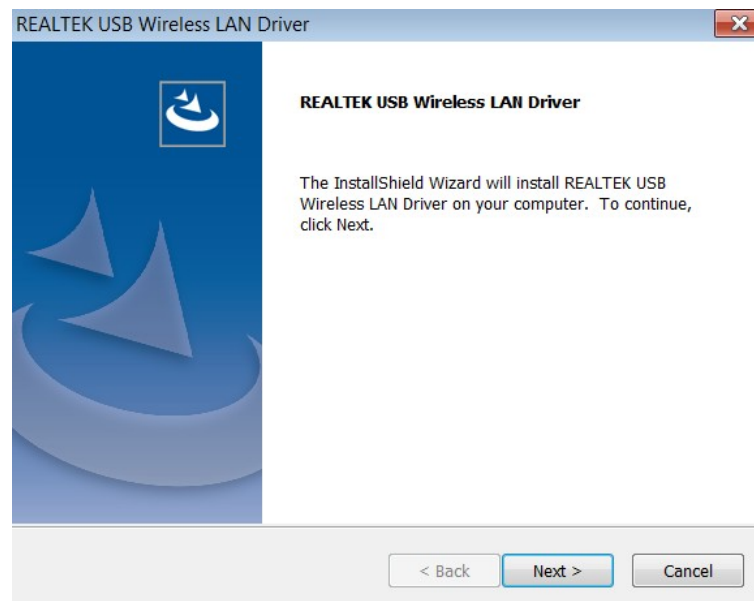 REALTEK USB Wireless LAN Driver
REALTEK USB Wireless LAN Driver
The InstallShield Wizard will install REALTEK USB
Wireless LAN Driver on your computer.  To continue,
click Next.
< Back
Next >
Cancel